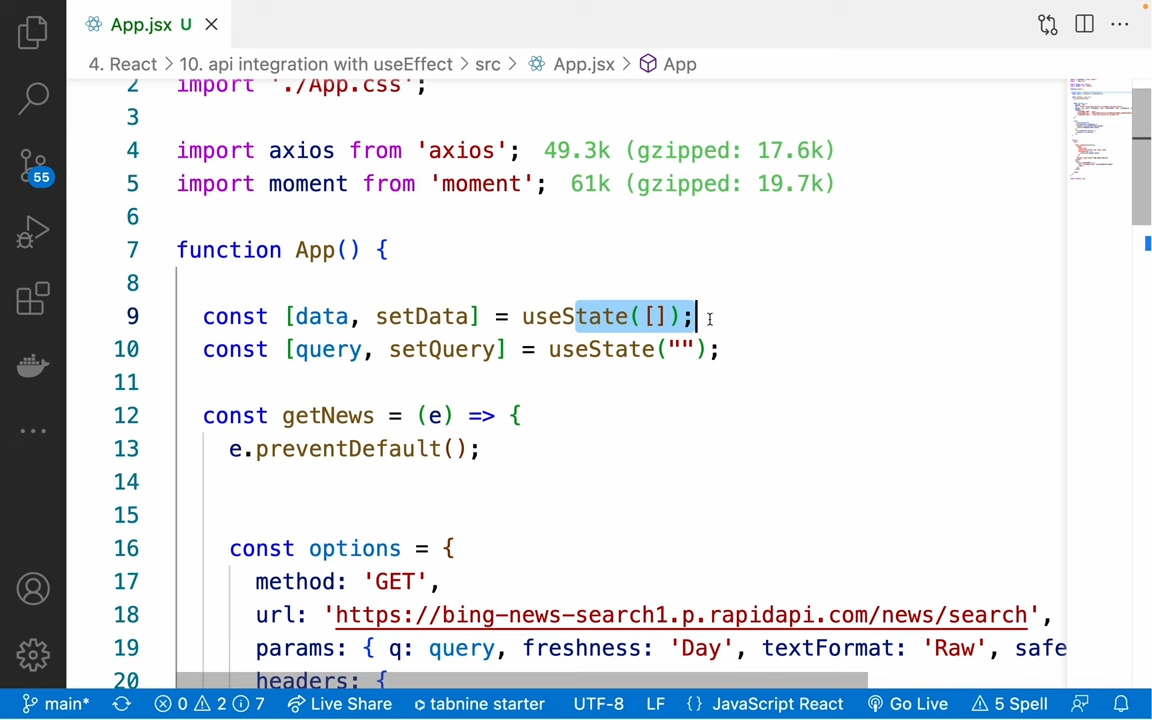 App.jsx U
4. React > 10. api integration with useEffect > src > App.jsx > App
2 import './App.css';
3
4 import axios from 'axios'; 49.3k (gzipped: 17.6k)
5 import moment from 'moment'; 61k (gzipped: 19.7k)
6
7 function App() {
8
9 const [data, setData] = useState([]);
10 const [query, setQuery] = useState("");
11
12 const getNews = (e) => {
13 e.preventDefault();
14
15
16 const options = {
17 method: 'GET',
18 url: 'https://bing-news-search1.p.rapidapi.com/news/search',
19 params: { q: query, freshness: 'Day', textFormat: 'Raw', safe
20 headers: {
55
main* 0 2 7 Live Share tabnine starter UTF-8 LF {} JavaScript React Go Live 5 Spell